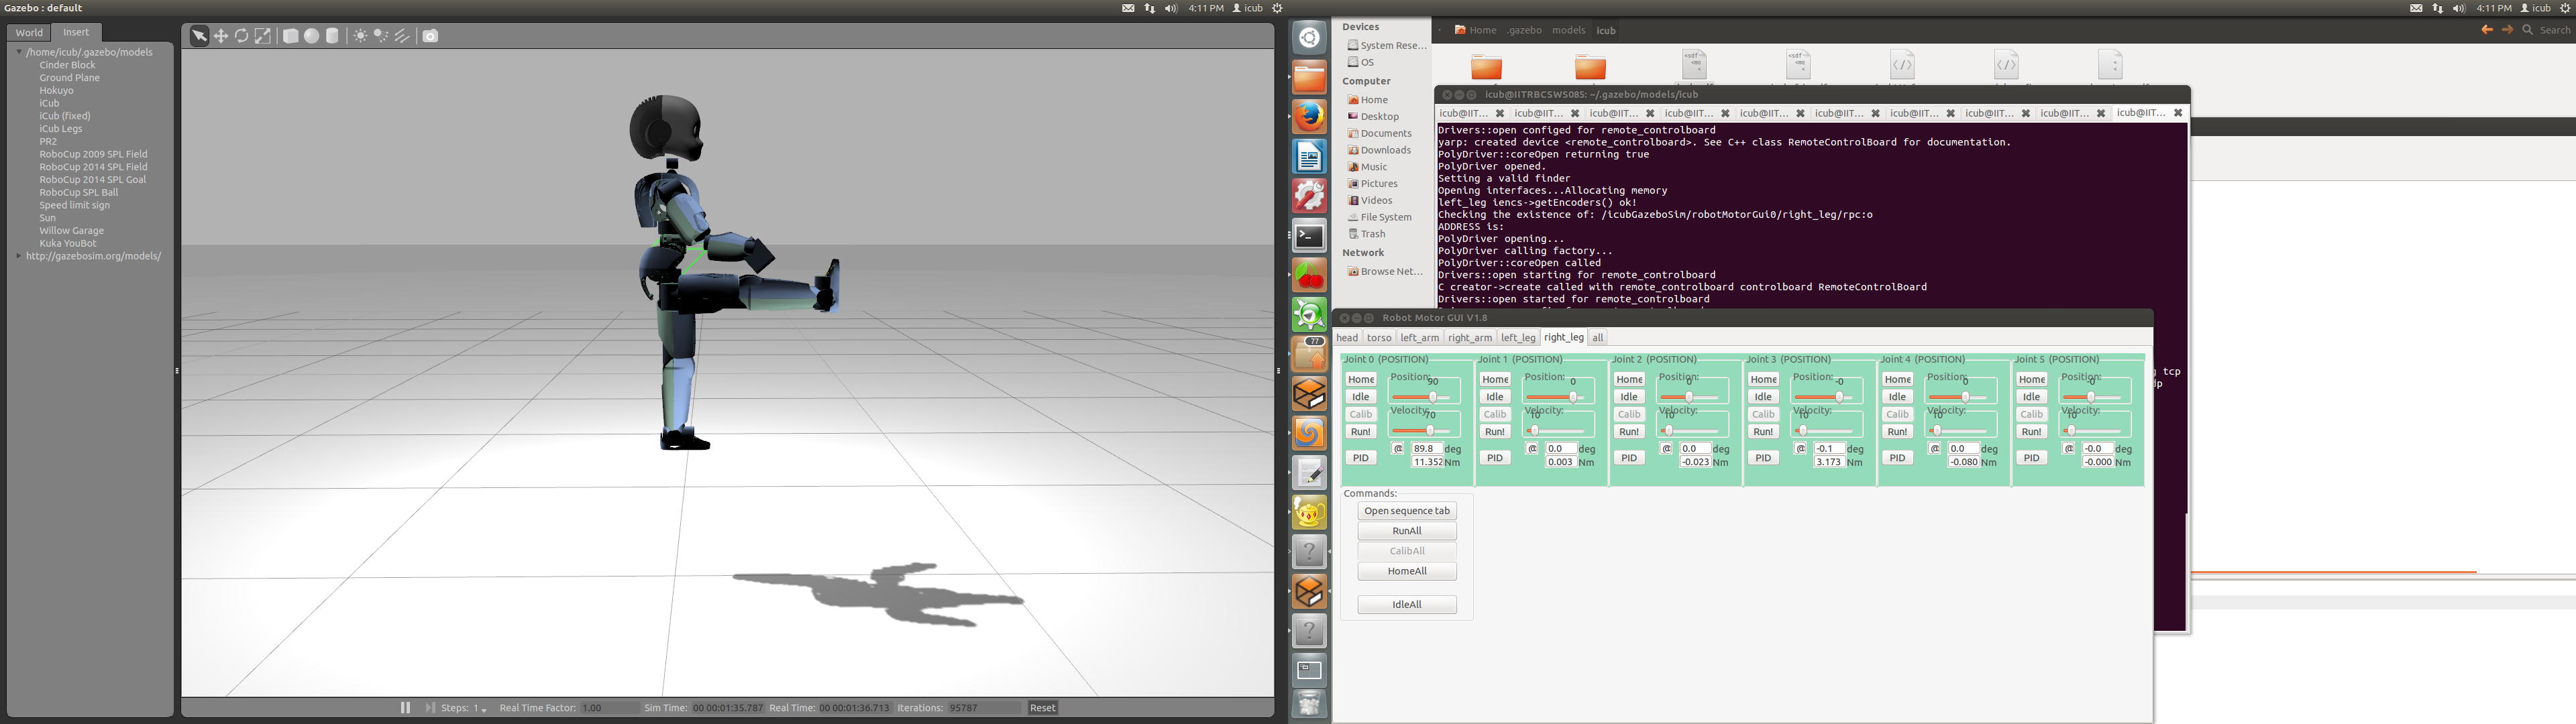 Gazebo : default
4:11 PM icub
World Insert
/home/icub/.gazebo/models
Cinder Block
Ground Plane
Hokuyo
iCub
iCub (fixed)
iCub Legs
PR2
RoboCup 2009 SPL Field
RoboCup 2014 SPL Field
RoboCup 2014 SPL Goal
RoboCup SPL Ball
Speed limit sign
Sun
Willow Garage
Kuka YouBot
http://gazebosim.org/models/
Steps: 1 Real Time Factor: 1.00 Sim Time: 00 00:01:35.787 Real Time: 00 00:01:36.713 Iterations: 95787 Reset
77
4:11 PM icub
Devices
System Rese...
OS
Computer
Home
Desktop
Documents
Downloads
Music
Pictures
Videos
File System
Trash
Network
Browse Net...
Home .gazebo models icub
Search
icub@IITRBCSWS085: ~/.gazebo/models/icub
icub@IIT... icub@IIT... icub@IIT... icub@IIT... icub@IIT... icub@IIT... icub@IIT... icub@IIT... icub@IIT... icub@IIT...
Drivers::open configed for remote_controlboard
yarp: created device <remote_controlboard>. See C++ class RemoteControlBoard for documentation.
PolyDriver::coreOpen returning true
PolyDriver opened.
Setting a valid finder
Opening interfaces...Allocating memory
left_leg iencs->getEncoders() ok!
Checking the existence of: /icubGazeboSim/robotMotorGui0/right_leg/rpc:o
ADDRESS is:
PolyDriver opening...
PolyDriver calling factory...
PolyDriver::coreOpen called
Drivers::open starting for remote_controlboard
C creator->create called with remote_controlboard controlboard RemoteControlBoard
Drivers::open started for remote_controlboard
g tcp
dp
Robot Motor GUI V1.8
head torso left_arm right_arm left_leg right_leg all
Joint 0 (POSITION) Joint 1 (POSITION) Joint 2 (POSITION) Joint 3 (POSITION) Joint 4 (POSITION) Joint 5 (POSITION)
Home Position: 90 Home Position: 0 Home Position: 0 Home Position: -0 Home Position: 0 Home Position: -0
Idle Idle Idle Idle Idle Idle
Calib Velocity: 70 Calib Velocity: 10 Calib Velocity: 10 Calib Velocity: 10 Calib Velocity: 10 Calib Velocity: 10
Run! Run! Run! Run! Run! Run!
@ 89.8 deg @ 0.0 deg @ 0.0 deg @ -0.1 deg @ 0.0 deg @ -0.0 deg
PID 11.352 Nm PID 0.003 Nm PID -0.023 Nm PID 3.173 Nm PID -0.080 Nm PID -0.000 Nm
Commands:
Open sequence tab
RunAll
CalibAll
HomeAll
IdleAll